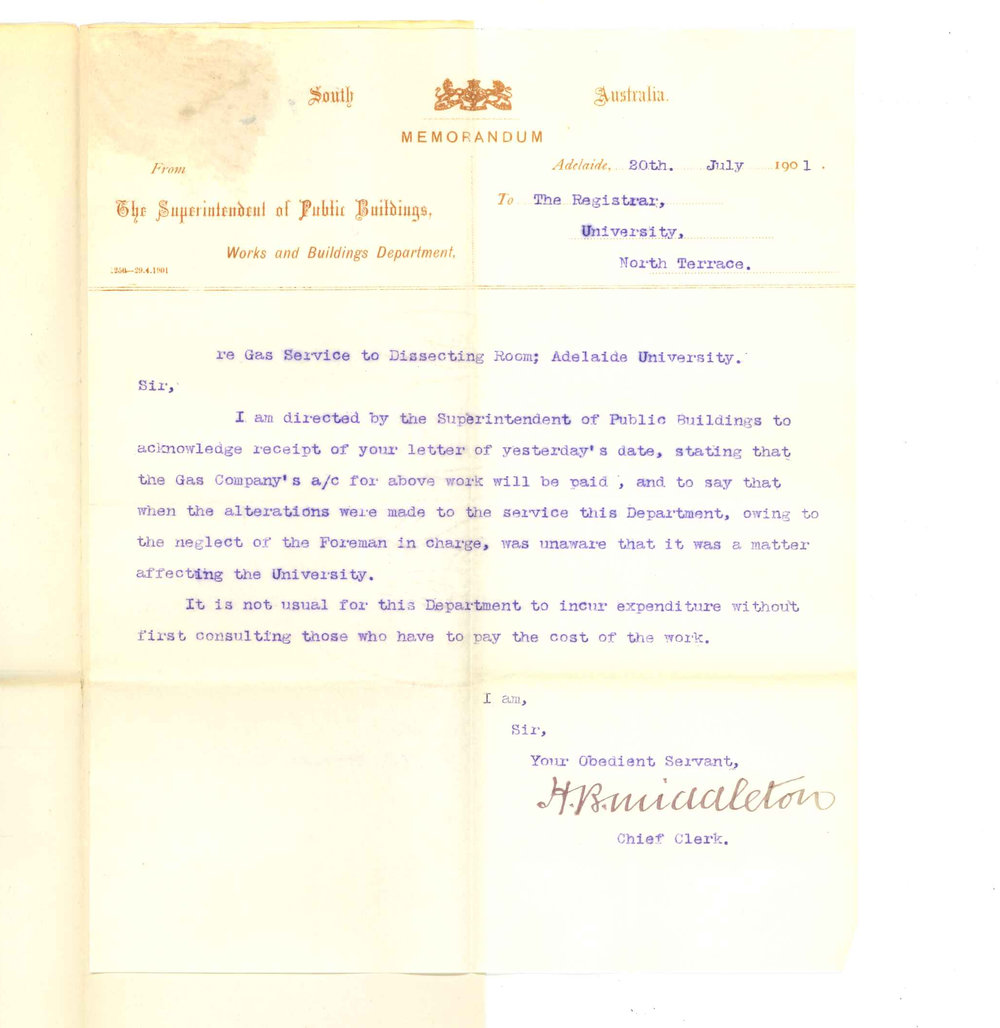 South Australia.
MEMORANDUM
From
Adelaide, 20th. July 1901.
The Superintendent of Public Buildings,
To The Registrar,
University,
Works and Buildings Department.
North Terrace.
1250—29.4.1901
re Gas Service to Dissecting Room; Adelaide University.
Sir,
I am directed by the Superintendent of Public Buildings to
acknowledge receipt of your letter of yesterday's date, stating that
the Gas Company's a/c for above work will be paid , and to say that
when the alterations were made to the service this Department, owing to
the neglect of the Foreman in charge, was unaware that it was a matter
affecting the University.
It is not usual for this Department to incur expenditure without
first consulting those who have to pay the cost of the work.
I am,
Sir,
Your Obedient Servant,
H.B. Middleton
Chief Clerk.